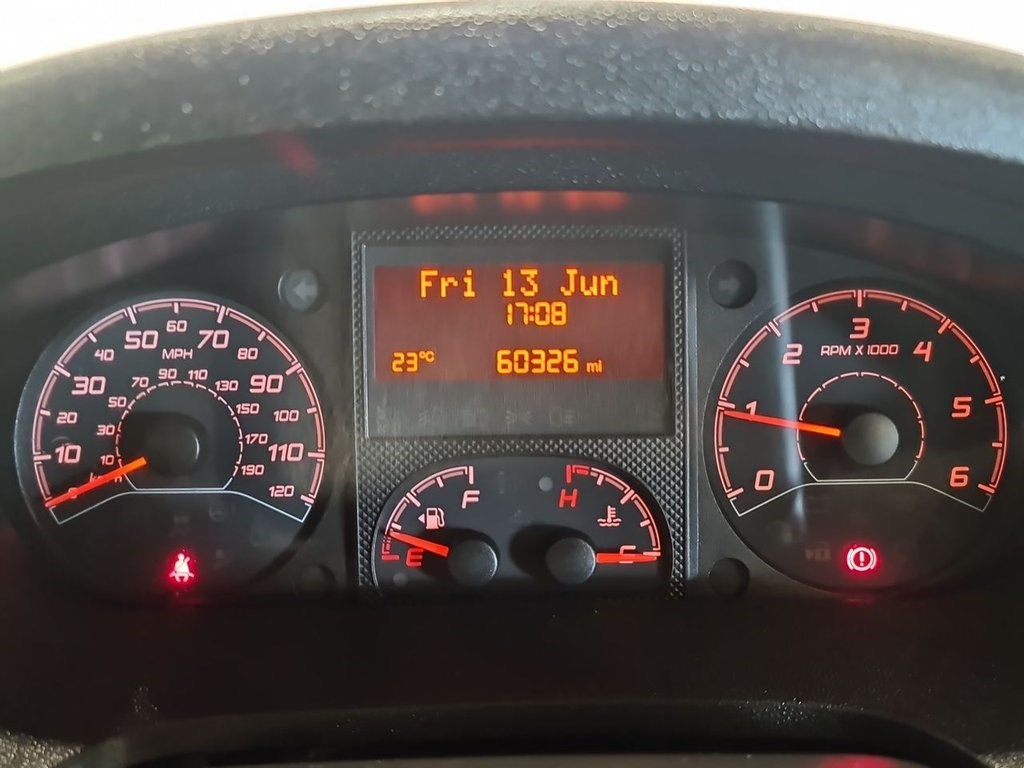 Fri 13 Jun
17:08
23°C 60326 ml
10 20 30 40 50 60 70 80 90 100 110 120
MPH
10 30 50 70 90 110 130 150 170 190
E F
H C
0 1 2 3 4 5 6
RPM X 1000